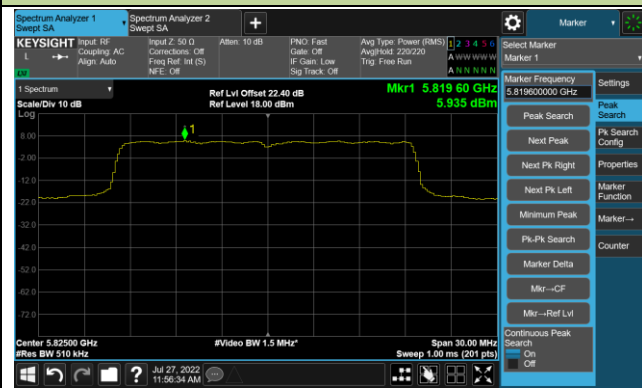 Spectrum Analyzer 1
Swept SA
Spectrum Analyzer 2
Swept SA
+
Marker
KEYSIGHT
L
LXI
Input: RF
Coupling: AC
Align: Auto
Input Z: 50 Ω
Corrections: Off
Freq Ref: Int (S)
NFE: Off
Atten: 10 dB
PNO: Fast
Gate: Off
IF Gain: Low
Sig Track: Off
Avg Type: Power (RMS)
Avg|Hold: 220/220
Trig: Free Run
1 2 3 4 5 6
A W W W W W
A N N N N N
Select Marker
Marker 1
1 Spectrum
Scale/Div 10 dB
Log
Ref Lvl Offset 22.40 dB
Ref Level 18.00 dBm
Mkr1 5.819 60 GHz
5.935 dBm
1
8.00
-2.00
-12.0
-22.0
-32.0
-42.0
-52.0
-62.0
-72.0
Center 5.82500 GHz
#Res BW 510 kHz
#Video BW 1.5 MHz*
Span 30.00 MHz
Sweep 1.00 ms (201 pts)
Marker Frequency
5.819600000 GHz
Peak Search
Next Peak
Next Pk Right
Next Pk Left
Minimum Peak
Pk-Pk Search
Marker Delta
Mkr→CF
Mkr→Ref Lvl
Continuous Peak
Search
On
Off
Settings
Peak
Search
Pk Search
Config
Properties
Marker
Function
Marker→
Counter
?
Jul 27, 2022
11:56:34 AM